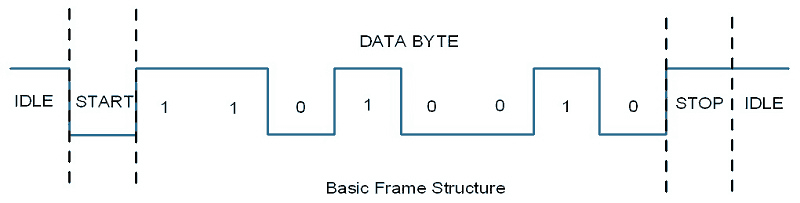 DATA BYTE
IDLE START 1 1 0 1 0 0 1 0 STOP IDLE
Basic Frame Structure